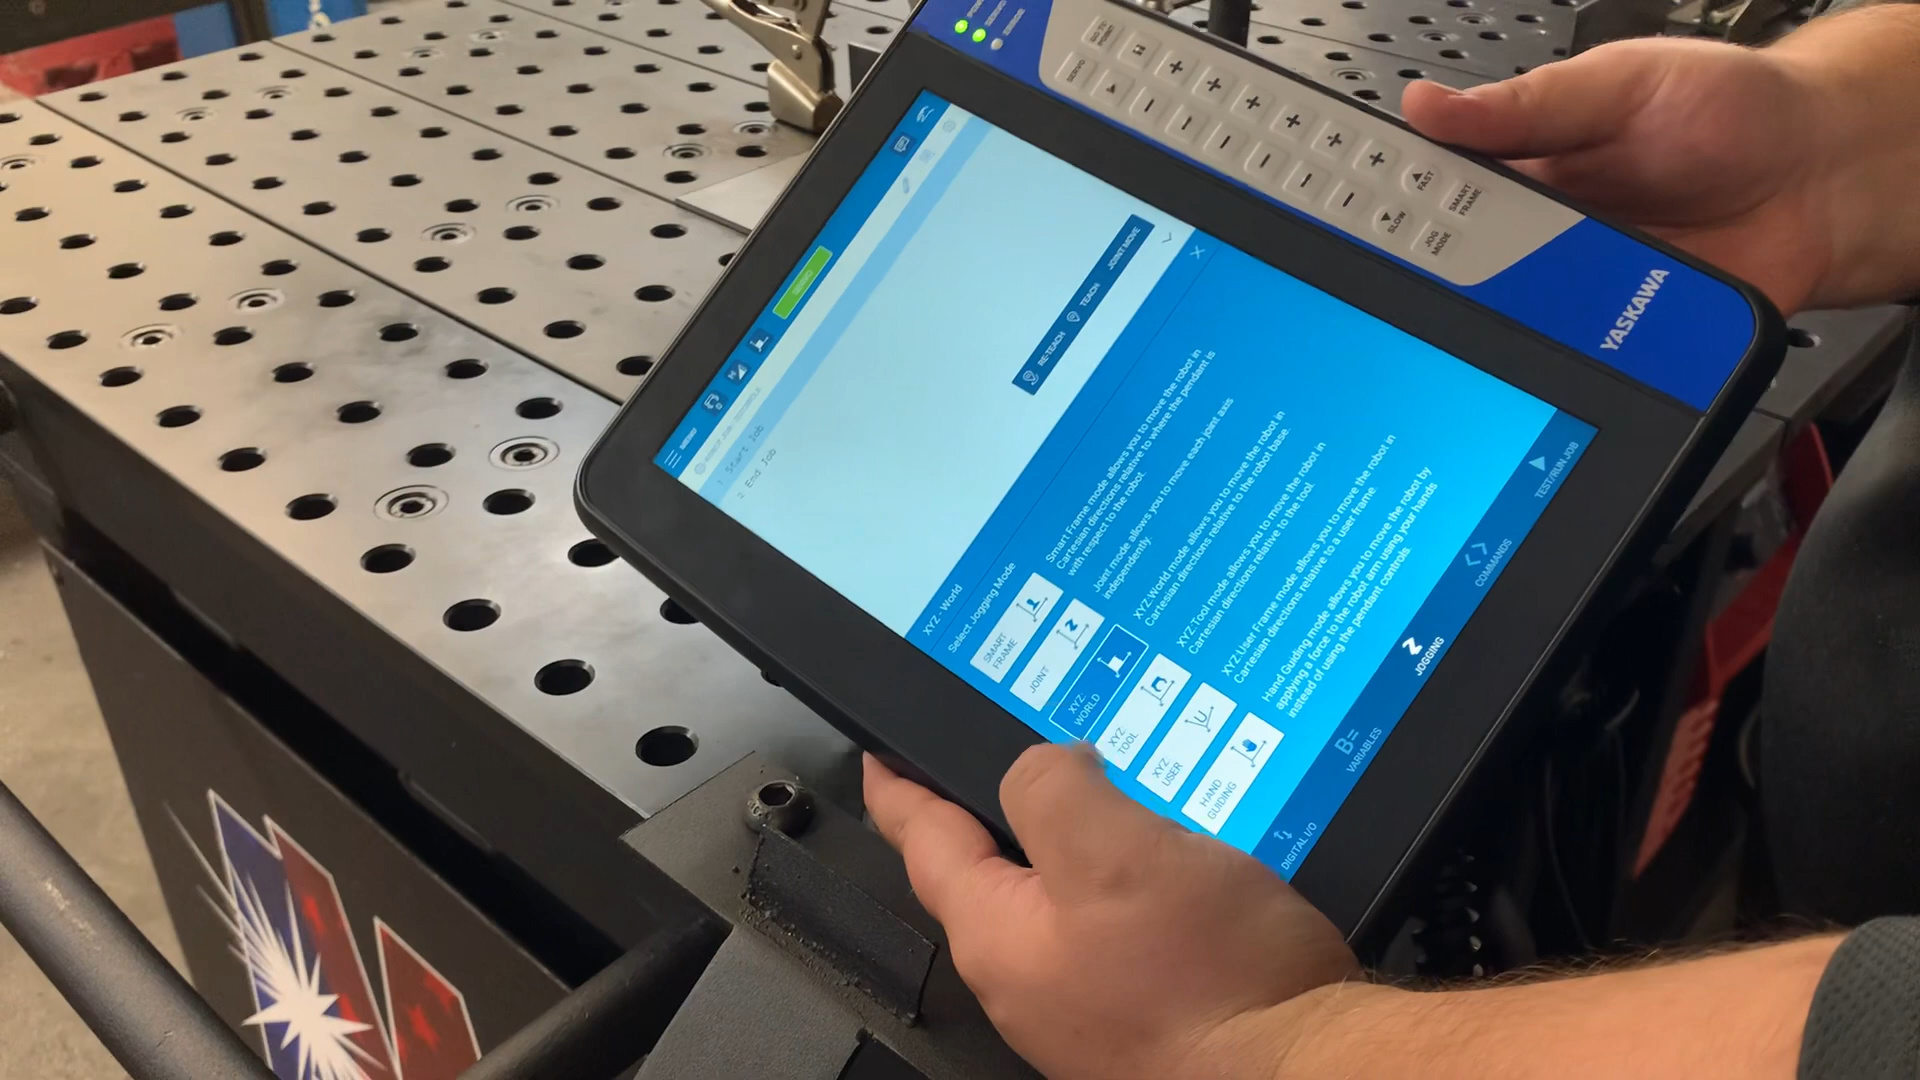 SERVO
GO TO POINT
FAST
SLOW
SMART FRAME
JOG MODE
YASKAWA
SERVO
1 Start Job
2 End Job
RE-TEACH
TEACH
JOINT MOVE
XYZ - World
Select Jogging Mode
SMART FRAME
Smart Frame mode allows you to move the robot in
Cartesian directions relative to where the pendant is
with respect to the robot.
JOINT
Joint mode allows you to move each joint axis
independently.
XYZ: WORLD
XYZ:World mode allows you to move the robot in
Cartesian directions relative to the robot base.
XYZ: TOOL
XYZ:Tool mode allows you to move the robot in
Cartesian directions relative to the tool.
XYZ: USER
XYZ:User Frame mode allows you to move the robot in
Cartesian directions relative to a user frame.
HAND GUIDING
Hand Guiding mode allows you to move the robot by
applying a force to the robot arm using your hands
instead of using the pendant controls.
DIGITAL I/O
B=
VARIABLES
JOGGING
COMMANDS
TEST/RUN JOB